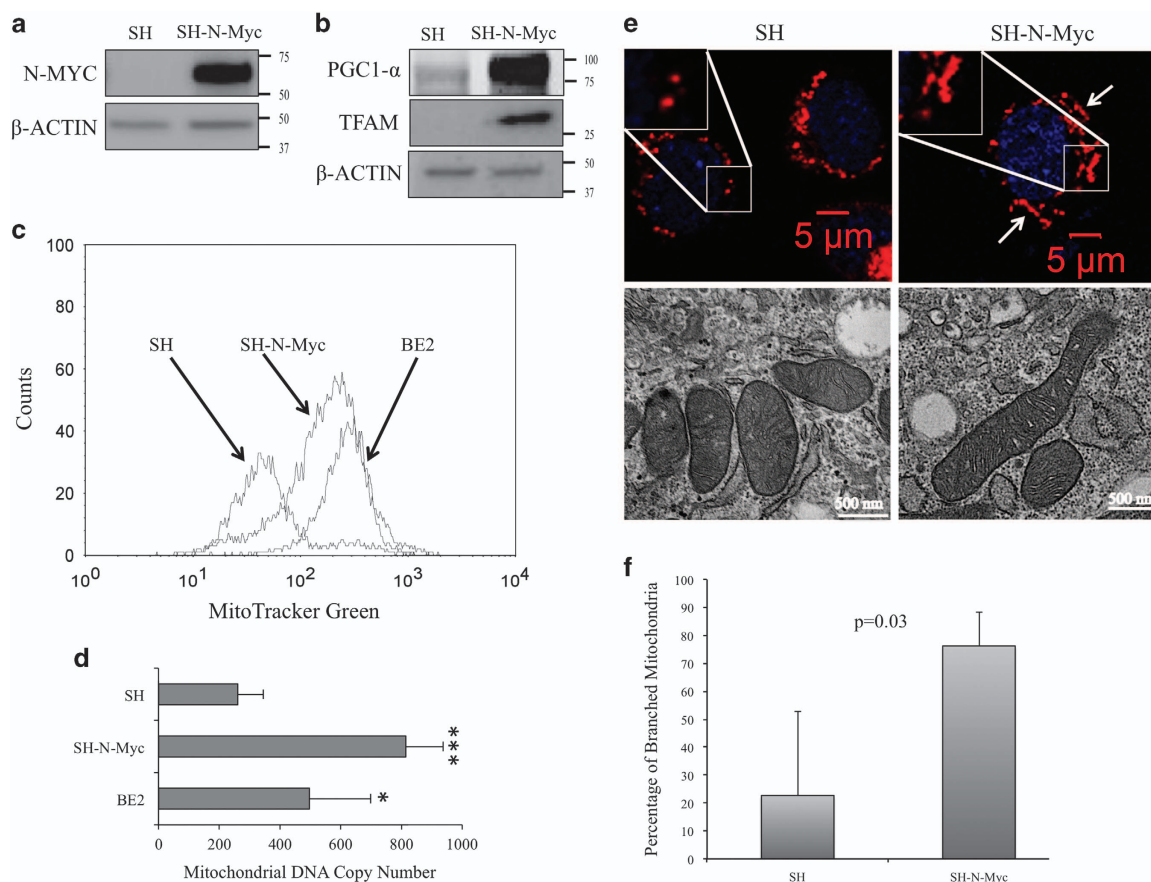 a
SH SH-N-Myc
N-MYC
75
50
β-ACTIN
50
37
b
SH SH-N-Myc
PGC1-α
100
75
TFAM
25
β-ACTIN
50
37
c
100
80
60
40
20
0
Counts
SH
SH-N-Myc
BE2
10⁰ 10¹ 10² 10³ 10⁴
MitoTracker Green
d
SH
SH-N-Myc
BE2
***
*
0 200 400 600 800 1000
Mitochondrial DNA Copy Number
e
SH SH-N-Myc
5 µm
5 µm
500 nm
500 nm
f
100
90
80
70
60
50
40
30
20
10
0
Percentage of Branched Mitochondria
p=0.03
SH SH-N-Myc